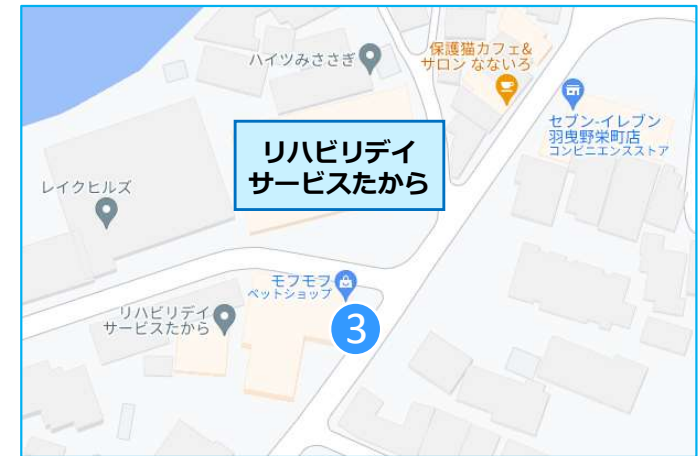 保護猫カフェ&
サロン なないろ
ハイツみささぎ
セブン-イレブン
羽曳野栄町店
コンビニエンスストア
リハビリデイ
サービスたから
レイクヒルズ
モフモフ
ペットショップ
リハビリデイ
サービスたから
3